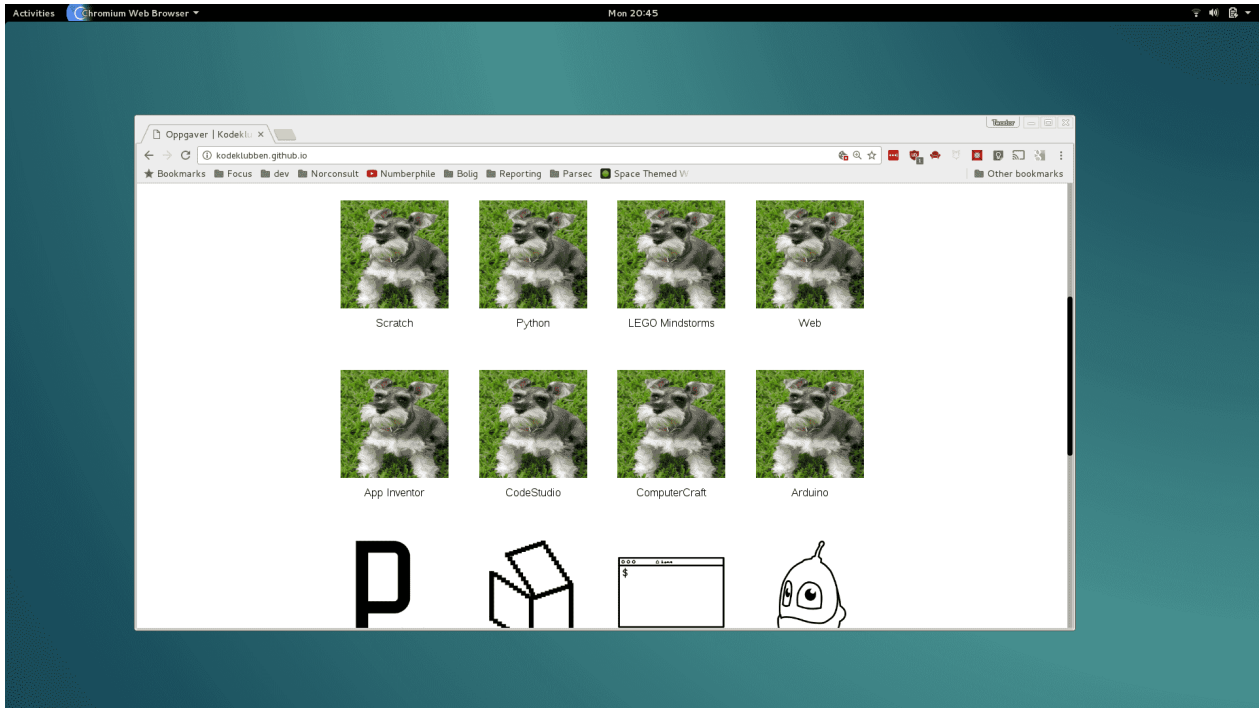 Activities Chromium Web Browser Mon 20:45
Oppgaver | Kodeklu
kodeklubben.github.io
Bookmarks Focus dev Norconsult Numberphile Bolig Reporting Parsec Space Themed W Other bookmarks
Scratch Python LEGO Mindstorms Web
App Inventor CodeStudio ComputerCraft Arduino
P
$